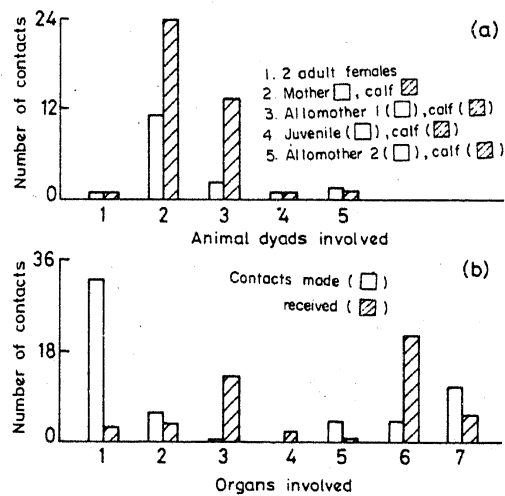 (a)
Number of contacts
24
12
0
1. 2 adult females
2. Mother □, calf ▨
3. Allomother 1 (□), calf (▨)
4 Juvenile (□), calf (▨)
5. Allomother 2 (□), calf (▨)
1 2 3 4 5
Animal dyads involved
(b)
Number of contacts
36
18
0
Contacts made (□)
received (▨)
1 2 3 4 5 6 7
Organs involved